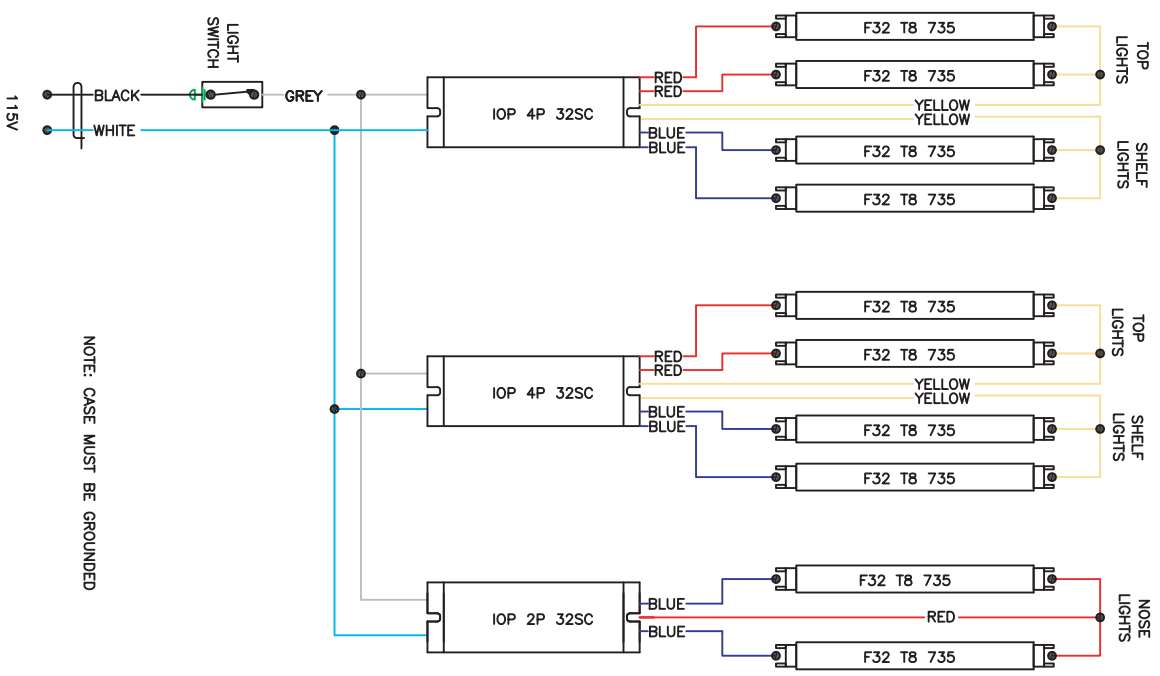 115V
BLACK
WHITE
LIGHT
SWITCH
GREY
IOP 4P 32SC
RED
RED
YELLOW
YELLOW
BLUE
BLUE
F32 T8 735
F32 T8 735
F32 T8 735
F32 T8 735
TOP
LIGHTS
SHELF
LIGHTS
IOP 4P 32SC
RED
RED
YELLOW
YELLOW
BLUE
BLUE
F32 T8 735
F32 T8 735
F32 T8 735
F32 T8 735
TOP
LIGHTS
SHELF
LIGHTS
IOP 2P 32SC
BLUE
RED
BLUE
F32 T8 735
F32 T8 735
NOSE
LIGHTS
NOTE: CASE MUST BE GROUNDED